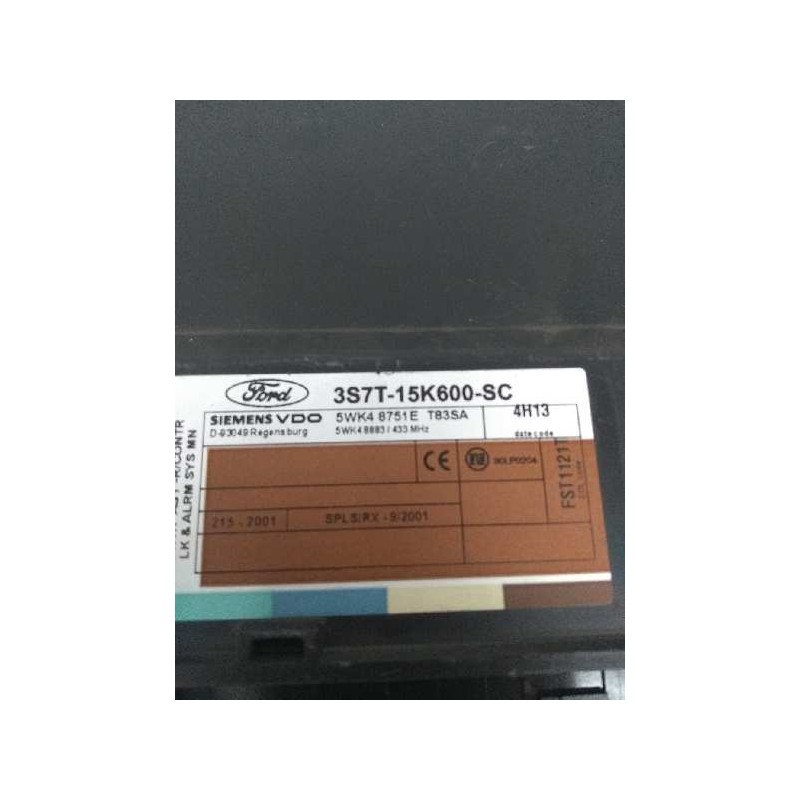 Ford
3S7T-15K600-SC
SIEMENS VDO
5WK4 8751E T83SA
4H13
D-93049 Regensburg
5WK4 8883 / 433 MHz
date code
CE
90LP0204
FST1121T
215 - 2001
SPLS/RX - 9/2001
LK & ALRM SYS MN